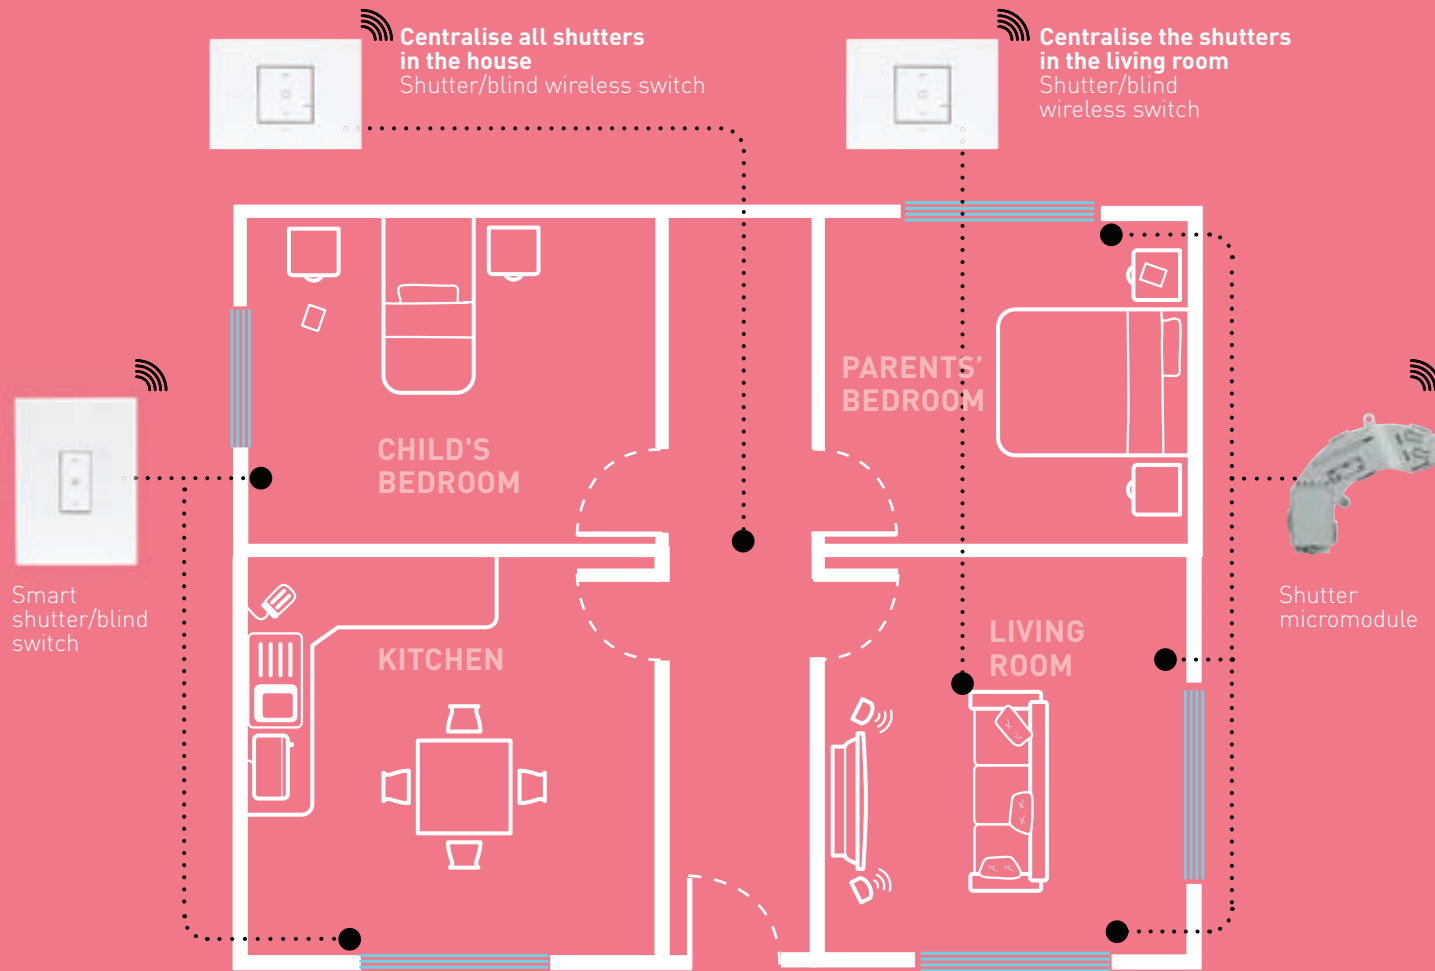 Centralise all shutters
in the house
Shutter/blind wireless switch
Centralise the shutters
in the living room
Shutter/blind
wireless switch
PARENTS’
BEDROOM
CHILD'S
BEDROOM
Smart
shutter/blind
switch
Shutter
micromodule
KITCHEN
LIVING
ROOM